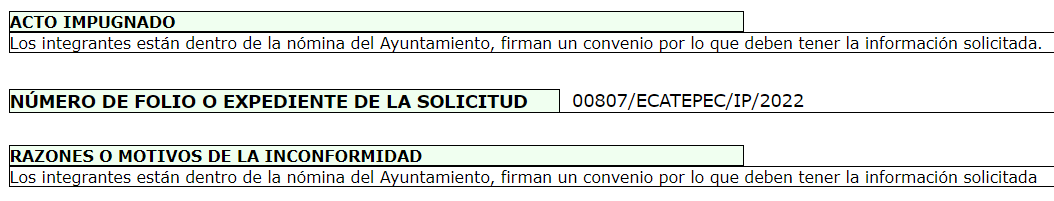 ACTO IMPUGNADO
Los integrantes están dentro de la nómina del Ayuntamiento, firman un convenio por lo que deben tener la información solicitada.
NÚMERO DE FOLIO O EXPEDIENTE DE LA SOLICITUD 00807/ECATEPEC/IP/2022
RAZONES O MOTIVOS DE LA INCONFORMIDAD
Los integrantes están dentro de la nómina del Ayuntamiento, firman un convenio por lo que deben tener la información solicitada